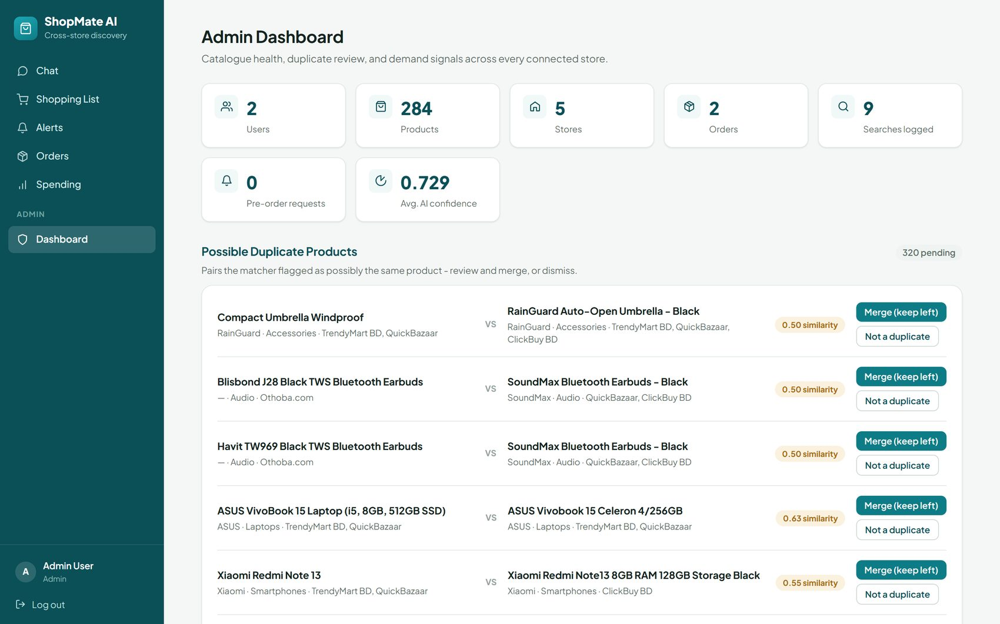 ShopMate AI
Cross-store discovery
Chat
Shopping List
Alerts
Orders
Spending
ADMIN
Dashboard
A
Admin User
Admin
Log out
Admin Dashboard
Catalogue health, duplicate review, and demand signals across every connected store.
2
Users
284
Products
5
Stores
2
Orders
9
Searches logged
0
Pre-order requests
0.729
Avg. AI confidence
Possible Duplicate Products
320 pending
Pairs the matcher flagged as possibly the same product - review and merge, or dismiss.
Compact Umbrella Windproof
RainGuard · Accessories · TrendyMart BD, QuickBazaar
VS
RainGuard Auto-Open Umbrella - Black
RainGuard · Accessories · TrendyMart BD, QuickBazaar,
ClickBuy BD
0.50 similarity
Merge (keep left)
Not a duplicate
Blisbond J28 Black TWS Bluetooth Earbuds
— · Audio · Othoba.com
VS
SoundMax Bluetooth Earbuds - Black
SoundMax · Audio · QuickBazaar, ClickBuy BD
0.50 similarity
Merge (keep left)
Not a duplicate
Havit TW969 Black TWS Bluetooth Earbuds
— · Audio · Othoba.com
VS
SoundMax Bluetooth Earbuds - Black
SoundMax · Audio · QuickBazaar, ClickBuy BD
0.50 similarity
Merge (keep left)
Not a duplicate
ASUS VivoBook 15 Laptop (i5, 8GB, 512GB SSD)
ASUS · Laptops · TrendyMart BD, QuickBazaar
VS
ASUS Vivobook 15 Celeron 4/256GB
ASUS · Laptops · TrendyMart BD, QuickBazaar
0.63 similarity
Merge (keep left)
Not a duplicate
Xiaomi Redmi Note 13
Xiaomi · Smartphones · TrendyMart BD, QuickBazaar
VS
Xiaomi Redmi Note13 8GB RAM 128GB Storage Black
Xiaomi · Smartphones · ClickBuy BD
0.55 similarity
Merge (keep left)
Not a duplicate